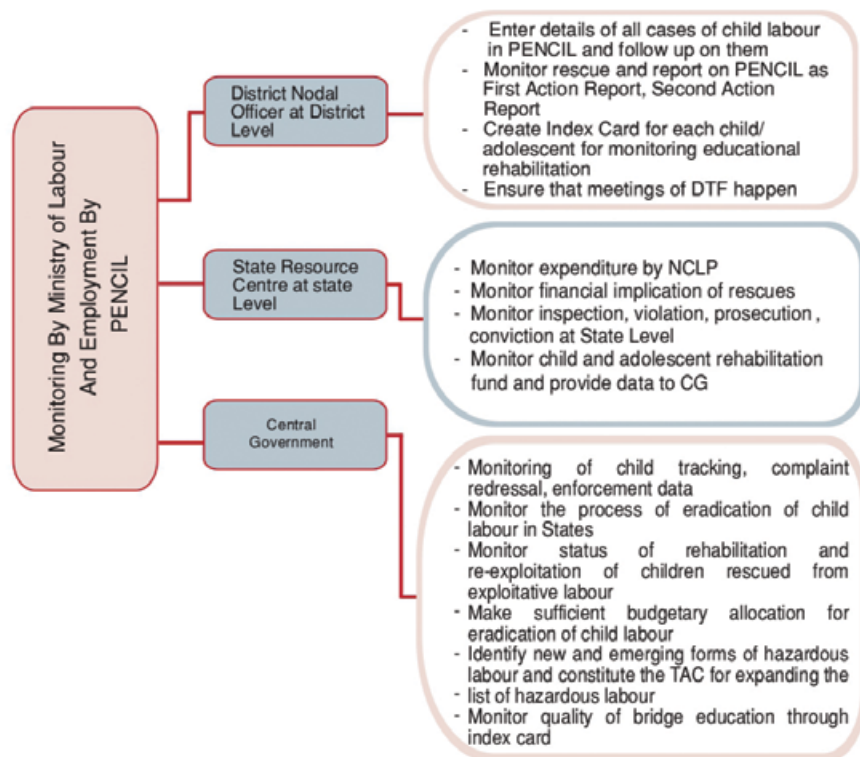 Monitoring By Ministry of Labour
And Employment By
PENCIL
District Nodal
Officer at District
Level
- Enter details of all cases of child labour
in PENCIL and follow up on them
- Monitor rescue and report on PENCIL as
First Action Report, Second Action
Report
- Create Index Card for each child/
adolescent for monitoring educational
rehabilitation
- Ensure that meetings of DTF happen
State Resource
Centre at state
Level
- Monitor expenditure by NCLP
- Monitor financial implication of rescues
- Monitor inspection, violation, prosecution ,
conviction at State Level
- Monitor child and adolescent rehabilitation
fund and provide data to CG
Central
Government
- Monitoring of child tracking, complaint
redressal, enforcement data
- Monitor the process of eradication of child
labour in States
- Monitor status of rehabilitation and
re-exploitation of children rescued from
exploitative labour
- Make sufficient budgetary allocation for
eradication of child labour
- Identify new and emerging forms of hazardous
labour and constitute the TAC for expanding the
- list of hazardous labour
- Monitor quality of bridge education through
index card